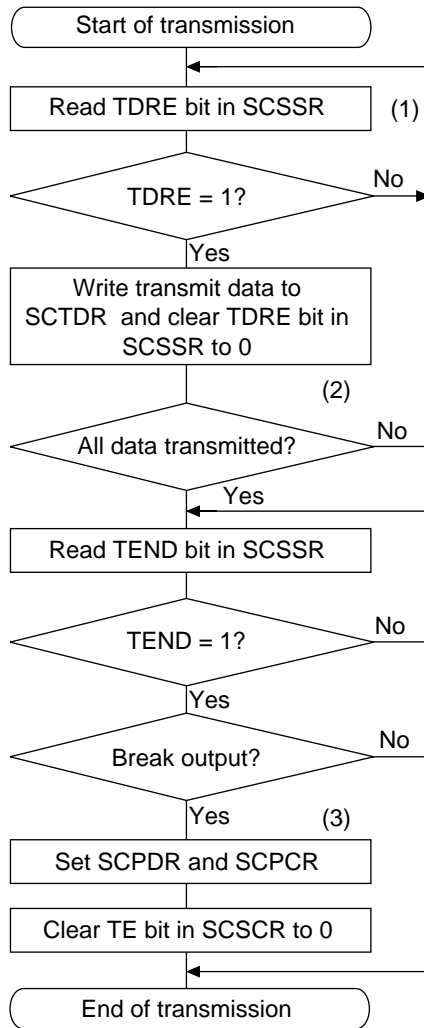 Start of transmission
Read TDRE bit in SCSSR
(1)
TDRE = 1?
No
Yes
Write transmit data to
SCTDR and clear TDRE bit in
SCSSR to 0
(2)
All data transmitted?
No
Yes
Read TEND bit in SCSSR
TEND = 1?
No
Yes
Break output?
No
Yes
(3)
Set SCPDR and SCPCR
Clear TE bit in SCSCR to 0
End of transmission